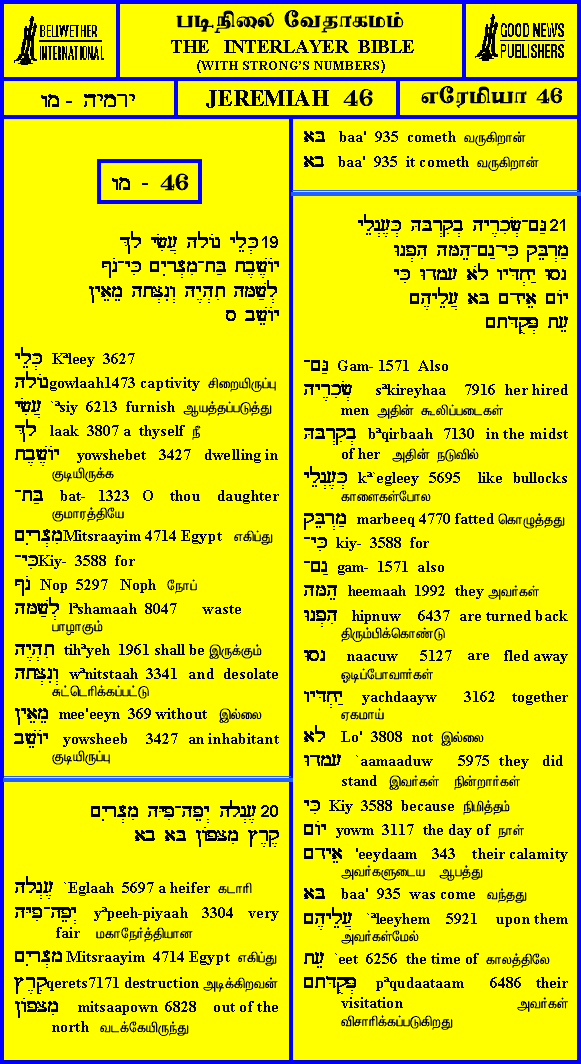 BELLWETHER
INTERNATIONAL
படிநிலை வேதாகமம்
THE INTERLAYER BIBLE
(WITH STRONG'S NUMBERS)
GOOD NEWS
PUBLISHERS
ירמיה - מו
JEREMIAH 46
எரேமியா 46
46 - מו
19 כְּלֵי גוֹלָה עֲשִׂי לָךְ
יוֹשֶׁבֶת בַּת־מִצְרָיִם כִּי־נֹף
לְשַׁמָּה תִהְיֶה וְנִצְּתָה מֵאֵין
יוֹשֵׁב ס
כְּלֵי Kªleey 3627
גוֹלָה gowlaah1473 captivity சிறையிருப்பு
עֲשִׂי `ªsiy 6213 furnish ஆயத்தப்படுத்து
לָךְ laak 3807 a thyself நீ
יוֹשֶׁבֶת yowshebet 3427 dwelling in
குடியிருக்க
בַּת־ bat- 1323 O thou daughter
குமாரத்தியே
מִצְרָיִם Mitsraayim 4714 Egypt எகிப்து
כִּי־ Kiy- 3588 for
נֹף Nop 5297 Noph நோப்
לְשַׁמָּה lªshamaah 8047 waste
பாழாகும்
תִהְיֶה tihªyeh 1961 shall be இருக்கும்
וְנִצְּתָה wªnitstaah 3341 and desolate
சுட்டெரிக்கப்பட்டு
מֵאֵין mee'eeyn 369 without இல்லை
יוֹשֵׁב yowsheeb 3427 an inhabitant
குடியிருப்பு
20 עֶגְלָה יְפֵה־פִיָּה מִצְרָיִם
קֶרֶץ מִצָּפוֹן בָּא בָא
עֶגְלָה `Eglaah 5697 a heifer கடாரி
יְפֵה־פִיָּה yªpeeh-piyaah 3304 very
fair மகாநேர்த்தியான
מִצְרָיִם Mitsraayim 4714 Egypt எகிப்து
קֶרֶץ qerets7171 destruction அடிக்கிறவன்
מִצָּפוֹן mitsaapown 6828 out of the
north வடக்கேயிருந்து
בָּא baa' 935 cometh வருகிறான்
בָא baa' 935 it cometh வருகிறான்
21 גַּם־שְׂכִרֶיהָ בְקִרְבָּהּ כְּעֶגְלֵי
מַרְבֵּק כִּי־גַם־הֵמָּה הִפְנוּ
נָסוּ יַחְדָּיו לֹא עָמָדוּ כִּי
יוֹם אֵידָם בָּא עֲלֵיהֶם
עֵת פְּקֻדָּתָם
גַּם־ Gam- 1571 Also
שְׂכִרֶיהָ sªkireyhaa 7916 her hired
men அதின் கூலிப்படைகள்
בְקִרְבָּהּ bªqirbaah 7130 in the midst
of her அதின் நடுவில்
כְּעֶגְלֵי kª`egleey 5695 like bullocks
காளைகள்போல
מַרְבֵּק marbeeq 4770 fatted கொழுத்தது
כִּי־ kiy- 3588 for
גַם־ gam- 1571 also
הֵמָּה heemaah 1992 they அவர்கள்
הִפְנוּ hipnuw 6437 are turned back
திரும்பிக்கொண்டு
נָסוּ naacuw 5127 are fled away
ஓடிப்போவார்கள்
יַחְדָּיו yachdaayw 3162 together
ஏகமாய்
לֹא Lo' 3808 not இல்லை
עָמָדוּ `aamaaduw 5975 they did
stand இவர்கள் நின்றார்கள்
כִּי Kiy 3588 because நிமித்தம்
יוֹם yowm 3117 the day of நாள்
אֵידָם 'eeydaam 343 their calamity
அவர்களுடைய ஆபத்து
בָּא baa' 935 was come வந்தது
עֲלֵיהֶם `ªleeyhem 5921 upon them
அவர்கள்மேல்
עֵת `eet 6256 the time of காலத்திலே
פְּקֻדָּתָם pªqudaataam 6486 their
visitation அவர்கள்
விசாரிக்கப்படுகிறது